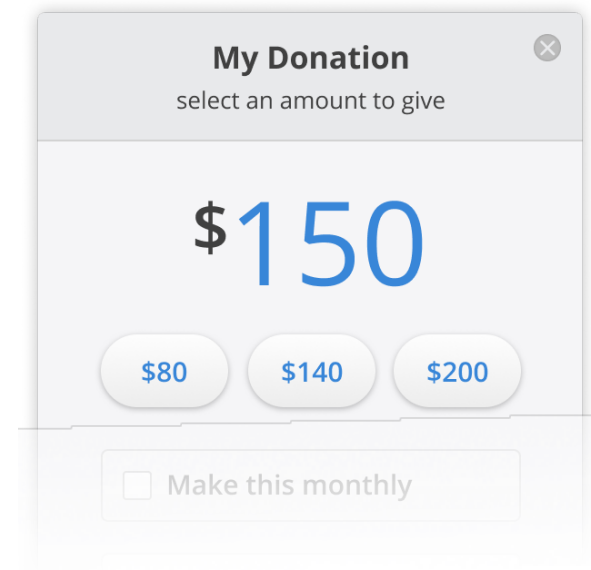 My Donation
select an amount to give
$150
$80 $140 $200
Make this monthly